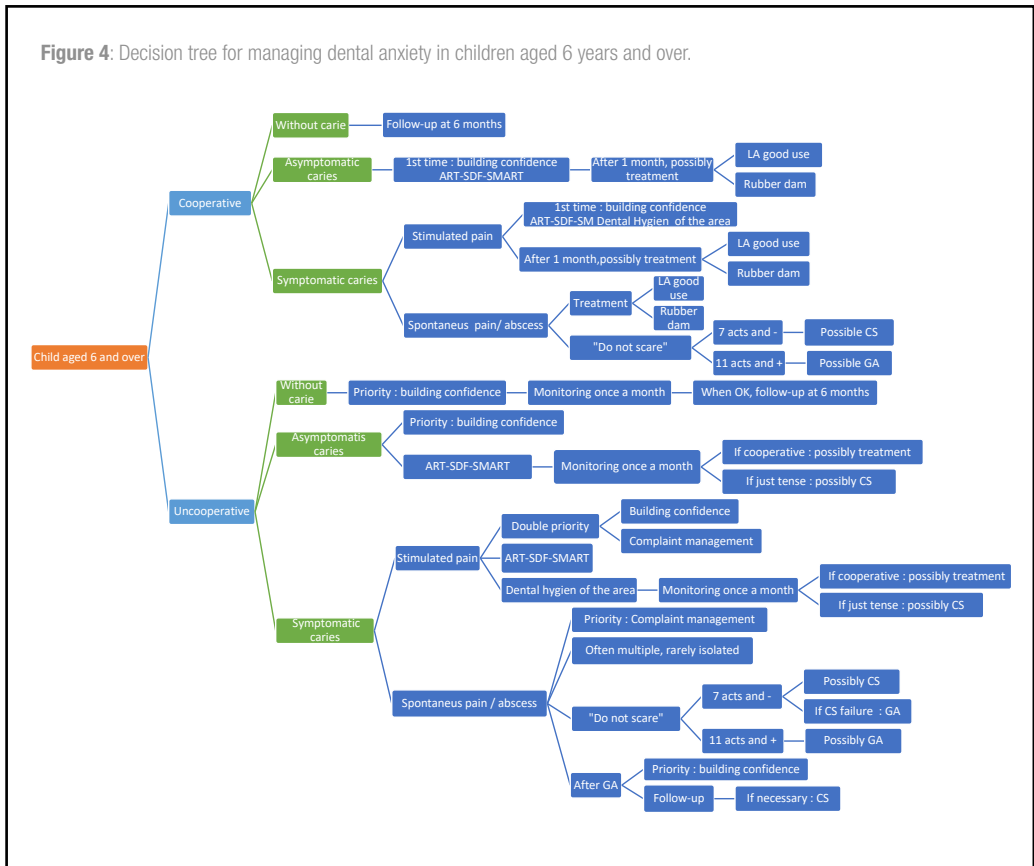 Figure 4: Decision tree for managing dental anxiety in children aged 6 years and over.
Child aged 6 and over
Cooperative
Without carie
Follow-up at 6 months
Asymptomatic
caries
1st time : building confidence
ART-SDF-SMART
After 1 month, possibly
treatment
LA good use
Rubber dam
Symptomatic caries
Stimulated pain
1st time : building confidence
ART-SDF-SM Dental Hygien of the area
After 1 month,possibly treatment
LA good use
Rubber dam
Spontaneus pain/ abscess
Treatment
LA good
use
Rubber
dam
"Do not scare"
7 acts and -
Possible CS
11 acts and +
Possible GA
Uncooperative
Without
carie
Priority : building confidence
Monitoring once a month
When OK, follow-up at 6 months
Asymptomatis
caries
Priority : building confidence
ART-SDF-SMART
Monitoring once a month
If cooperative : possibly treatment
If just tense : possibly CS
Symptomatic
caries
Stimulated pain
Double priority
Building confidence
Complaint management
ART-SDF-SMART
Dental hygien of the area
Monitoring once a month
If cooperative : possibly treatment
If just tense : possibly CS
Spontaneus pain / abscess
Priority : Complaint management
Often multiple, rarely isolated
"Do not scare"
7 acts and -
Possibly CS
If CS failure : GA
11 acts and +
Possibly GA
After GA
Priority : building confidence
Follow-up
If necessary : CS